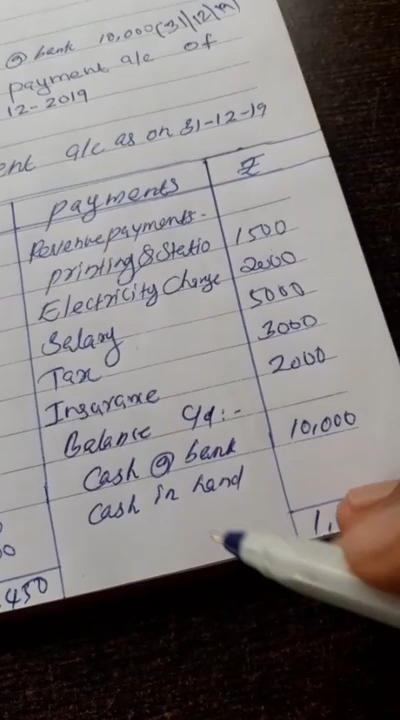 @ bank 10,000 (31/12/19)
payment a/c of
12-2019
ent a/c as on 31-12-19
payments ₹
Revenue payments-
printing & Statio 1500
Electricity Charge 2000
Salary 5000
Tax 3000
Insurance 2000
Balance c/d:-
Cash @ bank 10,000
Cash in hand
0
1,
.450